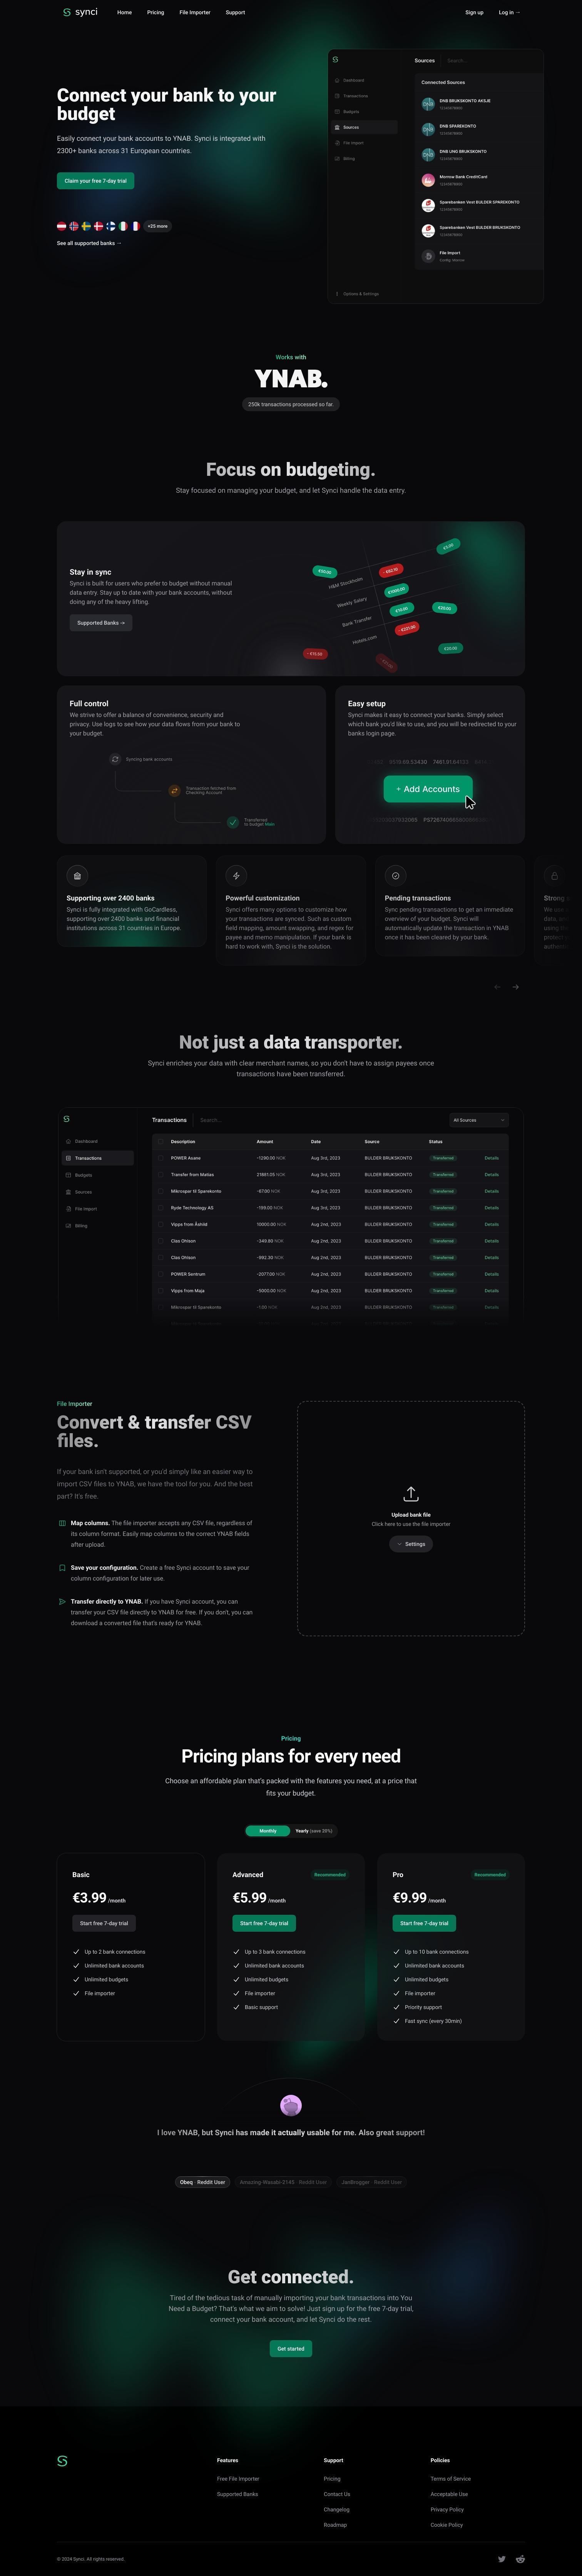 synci
Home
Pricing
File Importer
Support
Sign up
Log in →
Connect your bank to your
budget
Easily connect your bank accounts to YNAB. Synci is integrated with
2300+ banks across 31 Europeen countries.
Claim your free 7-day trial
+25 more
See all supported banks →
Dashboard
Transactions
Budgets
Sources
File Import
Billing
Options & Settings
Sources
Search...
Connected Sources
DNB BRUKSKONTO AKSJE
12345678900
DNB SPAREKONTO
12345678900
DNB UNG BRUKSKONTO
12345678900
Morrow Bank CreditCard
12345678900
Sparebanken Vest BULDER SPAREKONTO
12345678900
Sparebanken Vest BULDER BRUKSKONTO
12345678900
File Import
Works with
YNAB.
250k transactions processed so far.
Focus on budgeting.
Stay focused on managing your budget, and let Synci handle the data entry.
Stay in sync
Synci is built for users who prefer to budget without manual
data entry. Stay up to date with your bank accounts, without
doing any of the heavy lifting.
Supported Banks ->
H&M Stockholm
Weekly Salary
Bank Transfer
Hotels.com
Full control
We strive to offer a balance of convenience, security and
privacy. Use logs to see how your data flows from your bank to
your budget.
Syncing bank accounts
Transaction fetched from
Checking Account
Transferred
to budget Main
Easy setup
Synci makes it easy to connect your banks. Simply select
which bank you'd like to use, and you will be redirected to your
banks login page.
+ Add Accounts
Supporting over 2400 banks
Synci is fully integrated with GoCardless,
supporting over 2400 banks and financial
institutions across 31 countries in Europe.
Powerful customization
Synci offers many options to customize how
your transactions are synced. Such as custom
field mapping, amount swapping, and regex for
payee and memo manipulation. If your bank is
hard to work with, Synci is the solution.
Pending transactions
Sync pending transactions to get an immediate
overview of your budget. Synci will
automatically update the transaction in YNAB
once it has been cleared by your bank.
Strong
← →
Not just a data transporter.
Synci enriches your data with clear merchant names, so you don't have to assign payees once
transactions have been transferred.
Dashboard
Transactions
Budgets
Sources
File Import
Billing
Transactions
Search...
All Sources
Description Amount Date Source Status
POWER Asane -1290.00 NOK Aug 3rd, 2023 BULDER BRUKSKONTO Transferred Details
Transfer from Matias 21881.05 NOK Aug 3rd, 2023 BULDER BRUKSKONTO Transferred Details
Mikrospar til Sparekonto -87.00 NOK Aug 3rd, 2023 BULDER BRUKSKONTO Transferred Details
Ryde Technology AS -199.00 NOK Aug 3rd, 2023 BULDER BRUKSKONTO Transferred Details
Vipps from Åshild 10000.00 NOK Aug 2nd, 2023 BULDER BRUKSKONTO Transferred Details
Clas Ohlson -349.80 NOK Aug 2nd, 2023 BULDER BRUKSKONTO Transferred Details
Clas Ohlson -992.30 NOK Aug 2nd, 2023 BULDER BRUKSKONTO Transferred Details
POWER Sentrum -2077.00 NOK Aug 2nd, 2023 BULDER BRUKSKONTO Transferred Details
Vipps from Maja -5000.00 NOK Aug 2nd, 2023 BULDER BRUKSKONTO Transferred Details
Mikrospar til Sparekonto -1.00 NOK Aug 2nd, 2023 BULDER BRUKSKONTO Transferred Details
File Importer
Convert & transfer CSV
files.
If your bank isn't supported, or you'd simply like an easier way to
import CSV files to YNAB, we have the tool for you. And the best
part? It's free.
Map columns. The file importer accepts any CSV file, regardless of
its column format. Easily map columns to the correct YNAB fields
after upload.
Save your configuration. Create a free Synci account to save your
column configuration for later use.
Transfer directly to YNAB. If you have Synci account, you can
transfer your CSV file directly to YNAB for free. If you don't, you can
download a converted file that's ready for YNAB.
Upload bank file
Click here to use the file importer
Settings
Pricing
Pricing plans for every need
Choose an affordable plan that's packed with the features you need, at a price that
fits your budget.
Monthly
Yearly (save 20%)
Basic
€3.99 /month
Start free 7-day trial
Up to 2 bank connections
Unlimited bank accounts
Unlimited budgets
File importer
Advanced
Recommended
€5.99 /month
Start free 7-day trial
Up to 3 bank connections
Unlimited bank accounts
Unlimited budgets
File importer
Basic support
Pro
Recommended
€9.99 /month
Start free 7-day trial
Up to 10 bank connections
Unlimited bank accounts
Unlimited budgets
File importer
Priority support
Fast sync (every 30min)
I love YNAB, but Synci has made it actually usable for me. Also great support!
Obeq · Reddit User
Amazing-Wasabi-2145 · Reddit User
Jantrogger · Reddit User
Get connected.
Tired of the tedious task of manually importing your bank transactions into You
Need a Budget? That's what we aim to solve! Just sign up for the free 7-day trial,
connect your bank account, and let Synci do the rest.
Get started
Features
Free File Importer
Supported Banks
Support
Pricing
Contact Us
Changelog
Roadmap
Policies
Terms of Service
Acceptable Use
Privacy Policy
Cookie Policy
© 2024 Synci. All rights reserved.